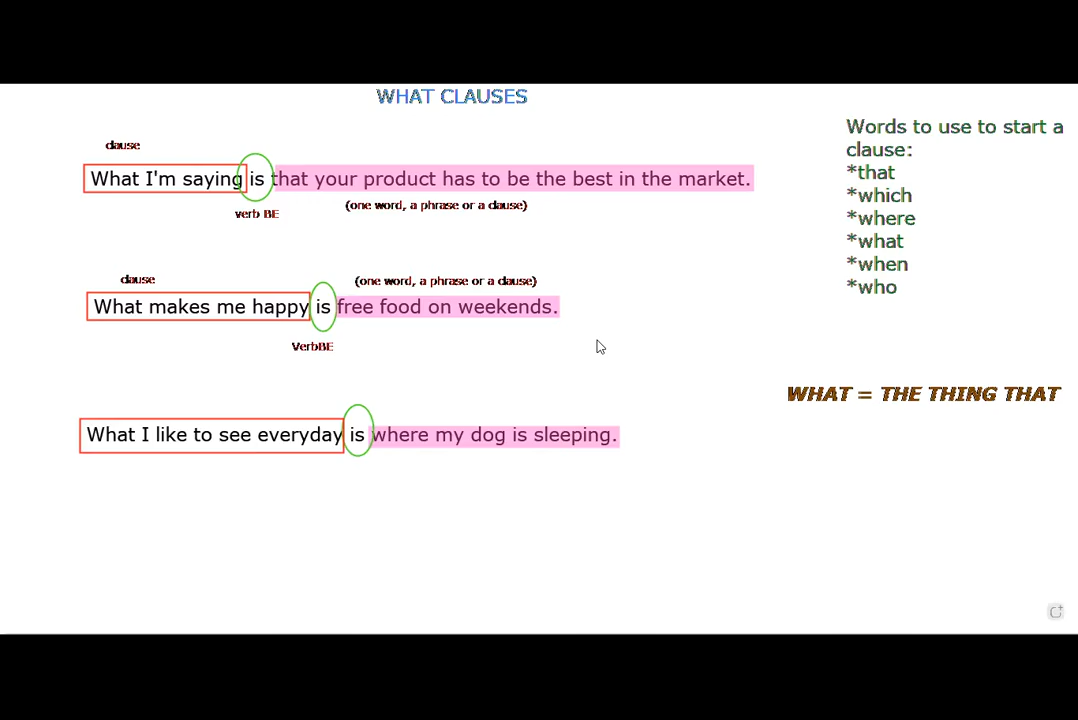 WHAT CLAUSES
clause
What I'm saying is that your product has to be the best in the market.
verb BE
(one word, a phrase or a clause)
clause
(one word, a phrase or a clause)
What makes me happy is free food on weekends.
VerbBE
What I like to see everyday is where my dog is sleeping.
Words to use to start a
clause:
*that
*which
*where
*what
*when
*who
WHAT = THE THING THAT